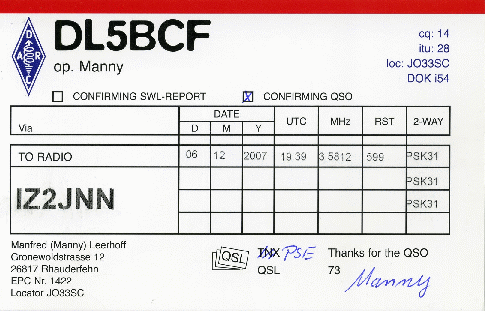 DL5BCF
op. Manny
cq: 14
itu: 28
loc: JO33SC
DOK i54
DARC
CONFIRMING SWL-REPORT X CONFIRMING QSO
Via DATE UTC MHz RST 2-WAY
D M Y
TO RADIO 06 12 2007 19 39 3 5812 599 PSK31
IZ2JNN PSK31
PSK31
Manfred (Manny) Leerhoff
Gronewoldstrasse 12
26817 Rhauderfehn
EPC Nr. 1422
Locator JO33SC
QSL TNX PSE Thanks for the QSO
QSL 73
Manny